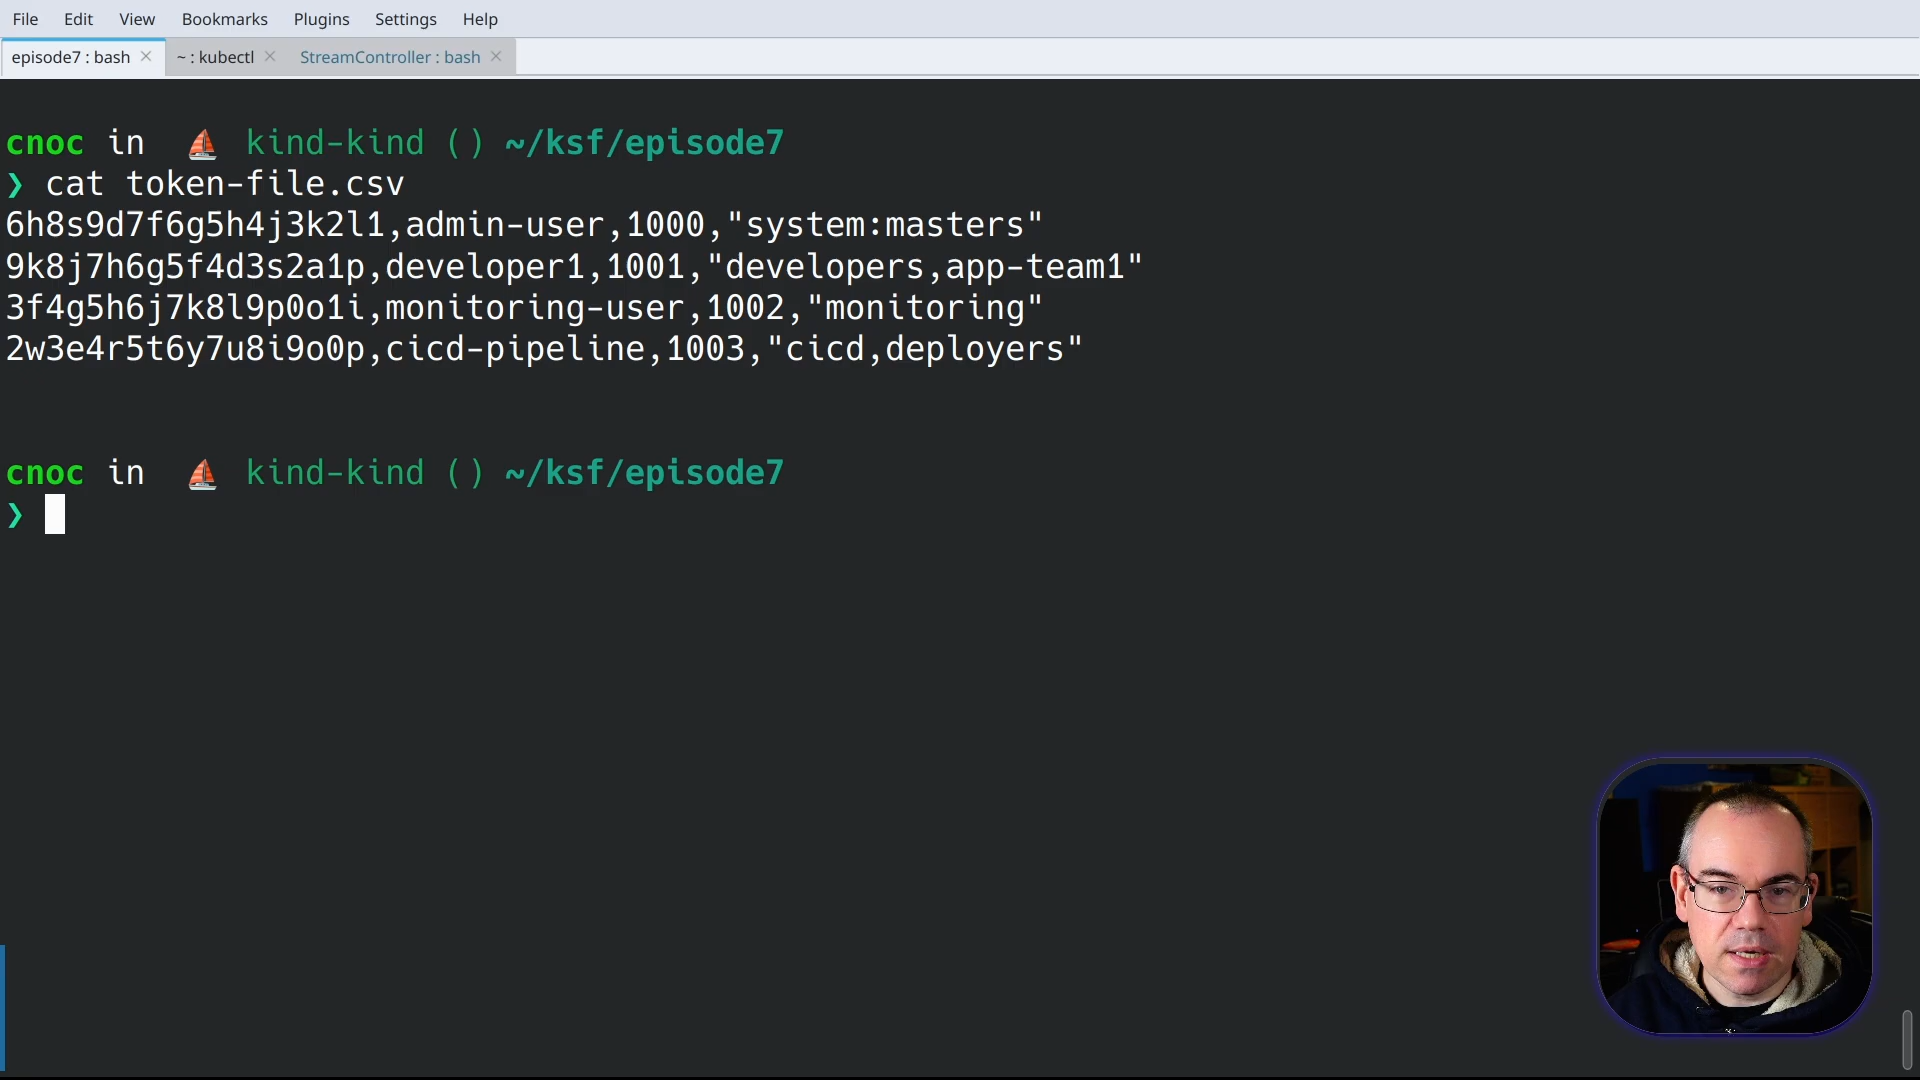 File Edit View Bookmarks Plugins Settings Help
episode7 : bash × ~ : kubectl × StreamController : bash ×
cnoc in kind-kind () ~/ksf/episode7
❯ cat token-file.csv
6h8s9d7f6g5h4j3k2l1,admin-user,1000,"system:masters"
9k8j7h6g5f4d3s2a1p,developer1,1001,"developers,app-team1"
3f4g5h6j7k8l9p0o1i,monitoring-user,1002,"monitoring"
2w3e4r5t6y7u8i9o0p,cicd-pipeline,1003,"cicd,deployers"
cnoc in kind-kind () ~/ksf/episode7
❯